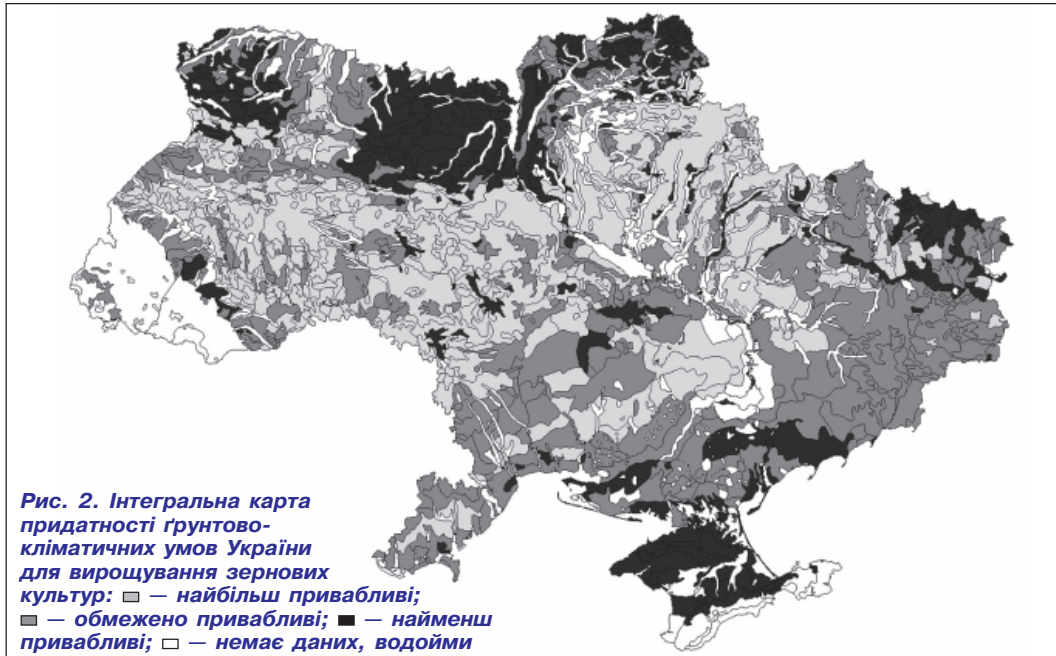 Рис. 2. Інтегральна карта
придатності ґрунтово-
кліматичних умов України
для вирощування зернових
культур: — найбільш привабливі;
— обмежено привабливі; — найменш
привабливі; — немає даних, водойми